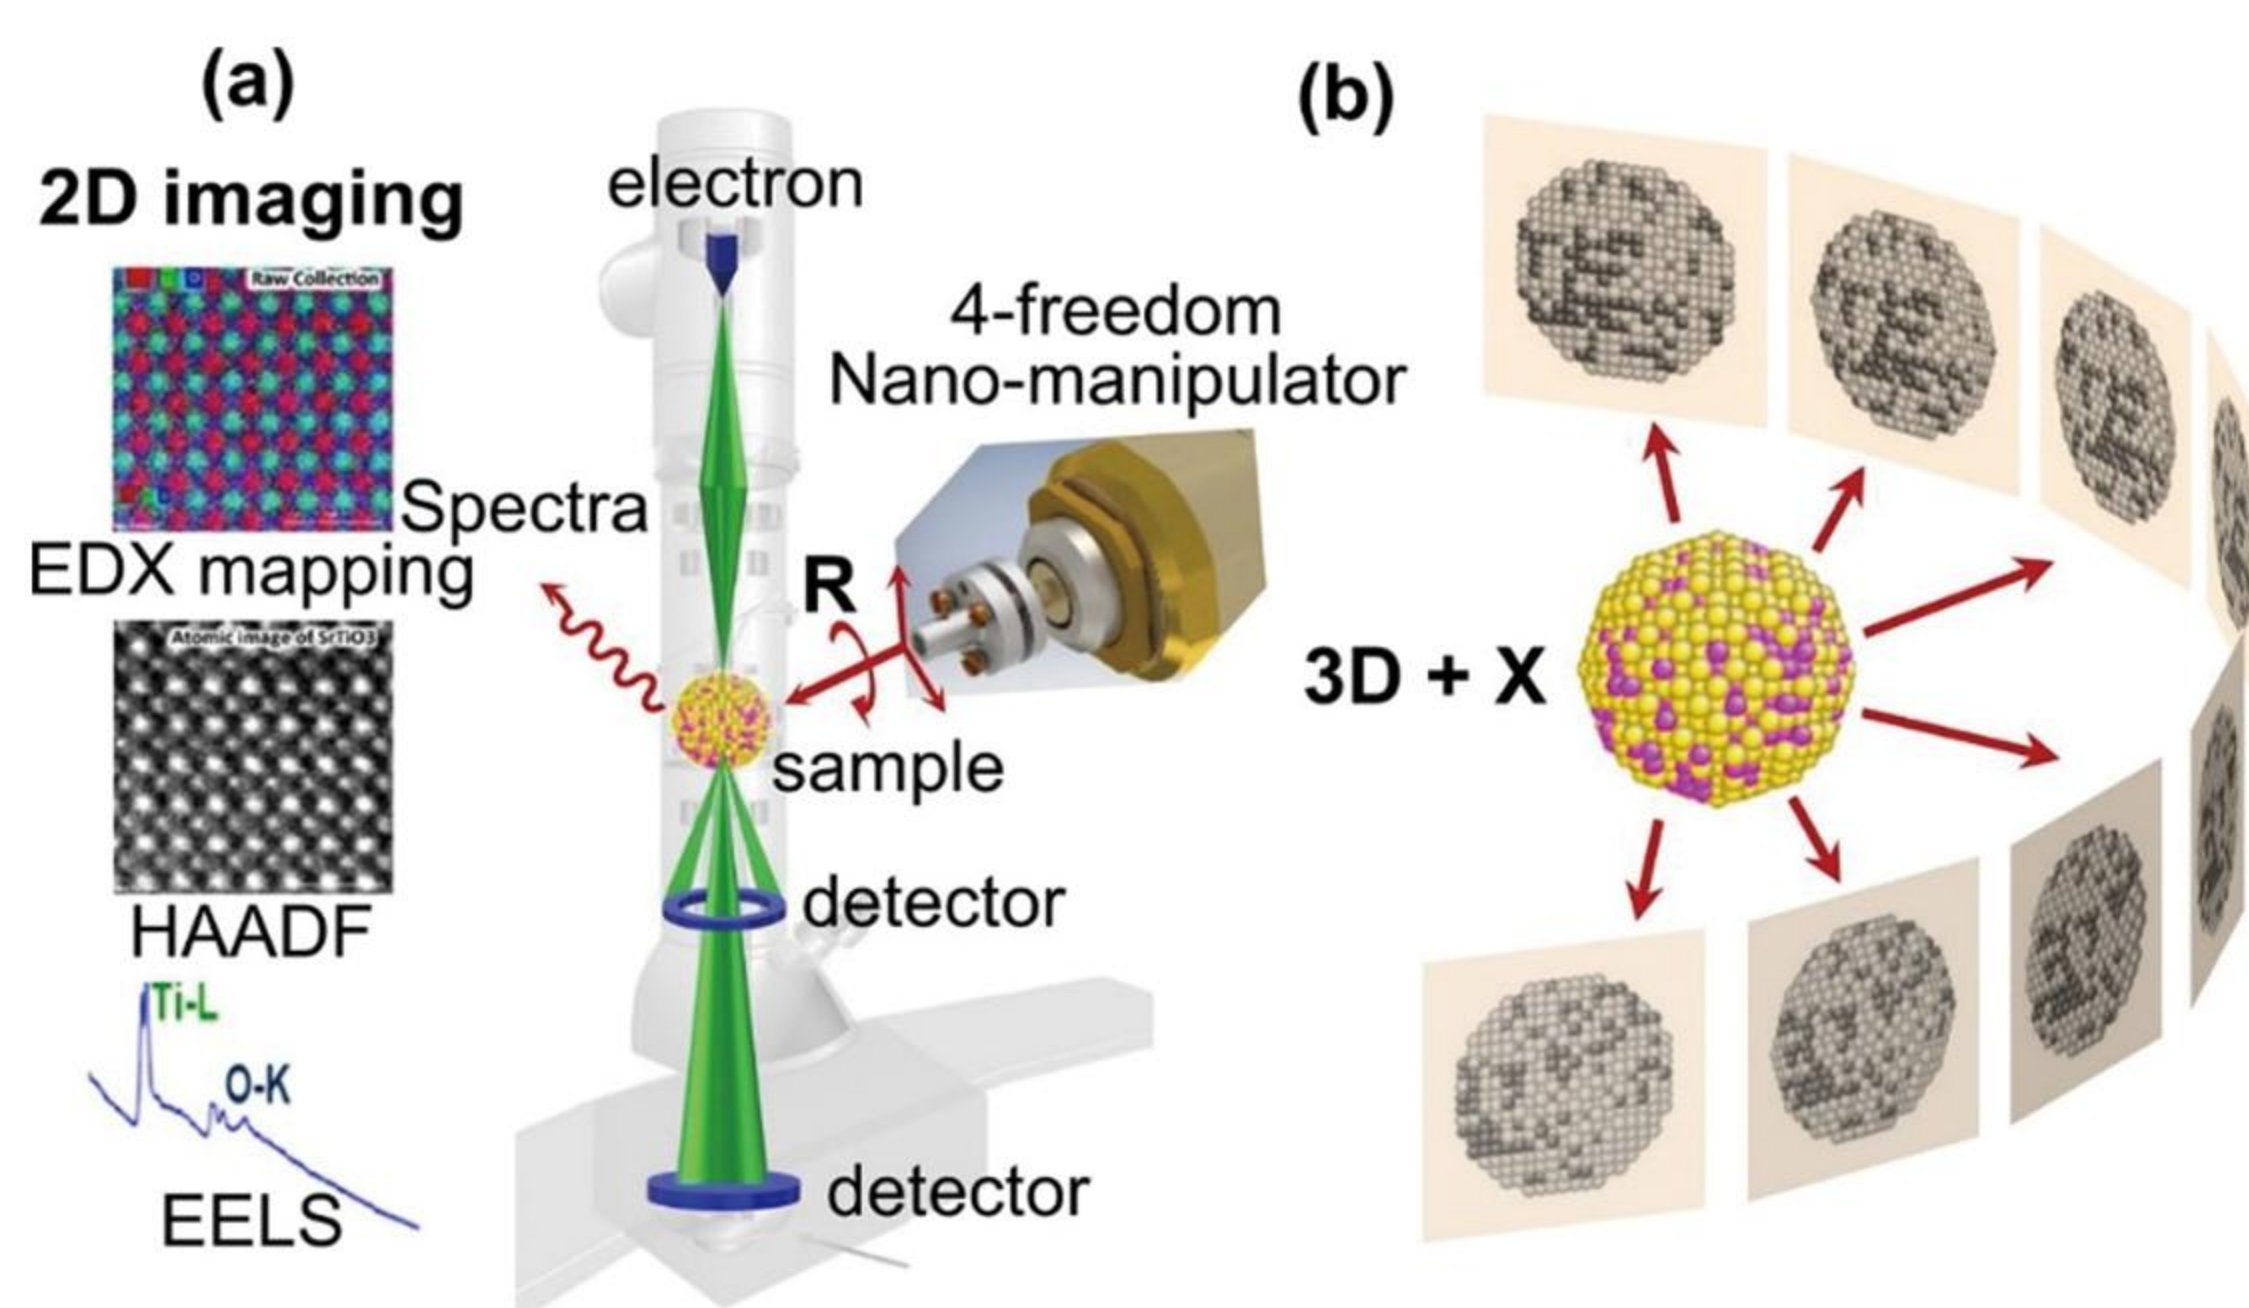 (a)
2D imaging
Raw Collection
EDX mapping
Atomic image of SrTiO3
HAADF
Ti-L
O-K
EELS
electron
4-freedom
Nano-manipulator
Spectra
R
sample
detector
detector
(b)
3D + X